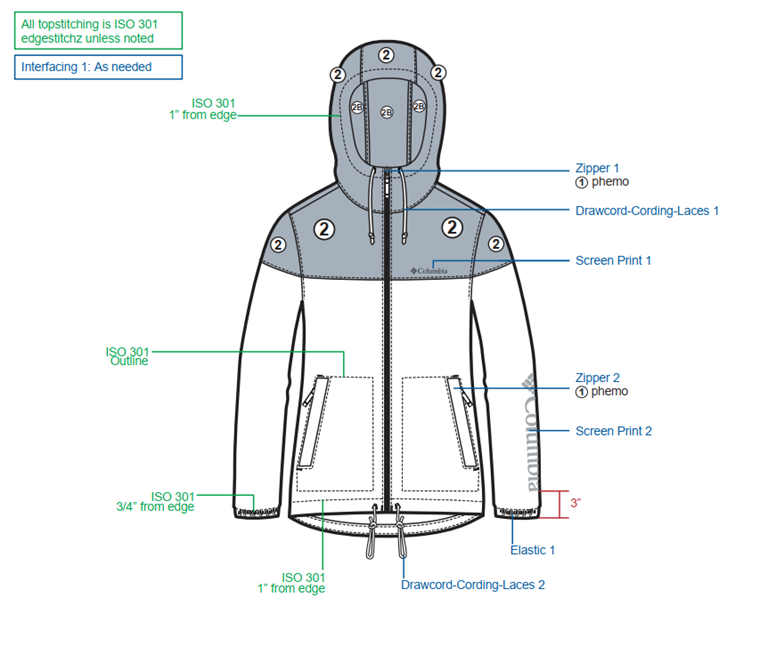 All topstitching is ISO 301
edgestitchz unless noted
Interfacing 1: As needed
2
2
2
2B
2B
2B
ISO 301
1” from edge
Zipper 1
1 phemo
Drawcord-Cording-Laces 1
2
2
2
2
Columbia
Screen Print 1
ISO 301
Outline
Zipper 2
1 phemo
Columbia
Screen Print 2
ISO 301
3/4” from edge
3”
Elastic 1
ISO 301
1” from edge
Drawcord-Cording-Laces 2